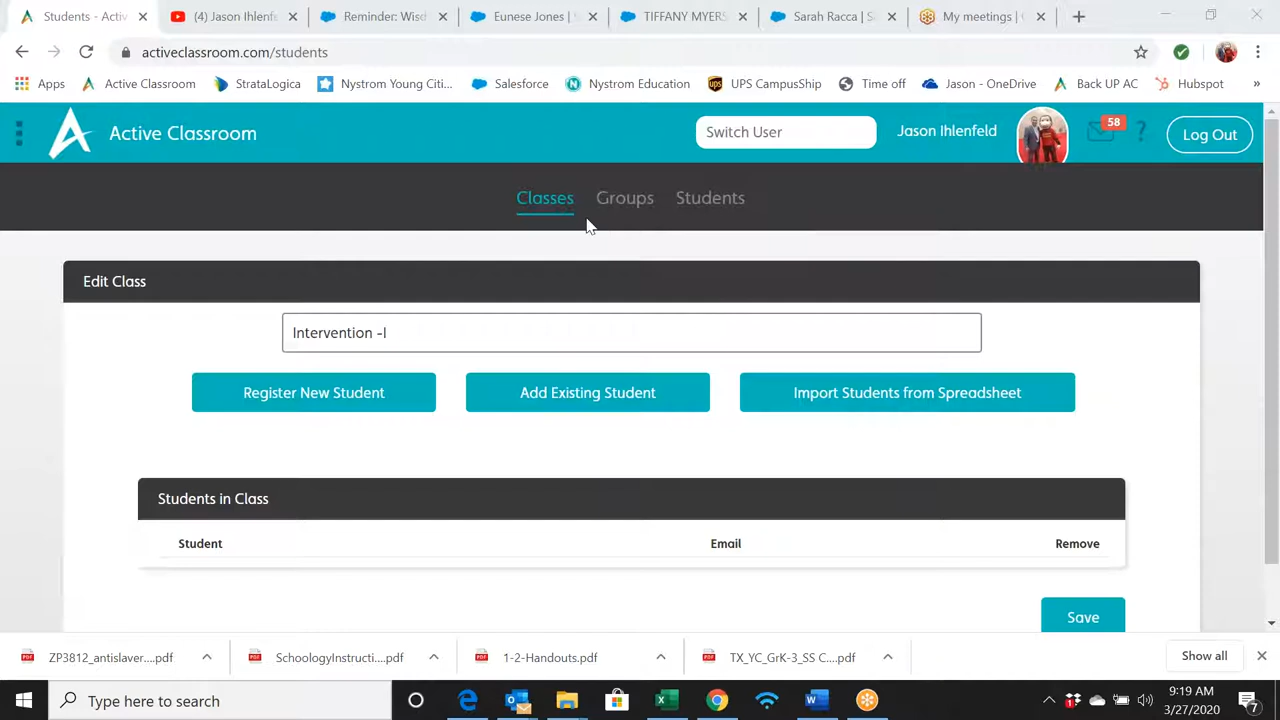 Students - Activ
(4) Jason Ihlenfe
Reminder: Wisd
Eunese Jones |
TIFFANY MYERS
Sarah Racca | S
My meetings |
activeclassroom.com/students
Apps
Active Classroom
StrataLogica
Nystrom Young Citi...
Salesforce
Nystrom Education
UPS CampusShip
Time off
Jason - OneDrive
Back UP AC
Hubspot
»
Active Classroom
Switch User
Jason Ihlenfeld
58
?
Log Out
Classes
Groups
Students
Edit Class
Intervention -I
Register New Student
Add Existing Student
Import Students from Spreadsheet
Students in Class
Student
Email
Remove
Save
ZP3812_antislaver....pdf
SchoologyInstructi....pdf
1-2-Handouts.pdf
TX_YC_GrK-3_SS C....pdf
Show all
Type here to search
9:19 AM
3/27/2020
7